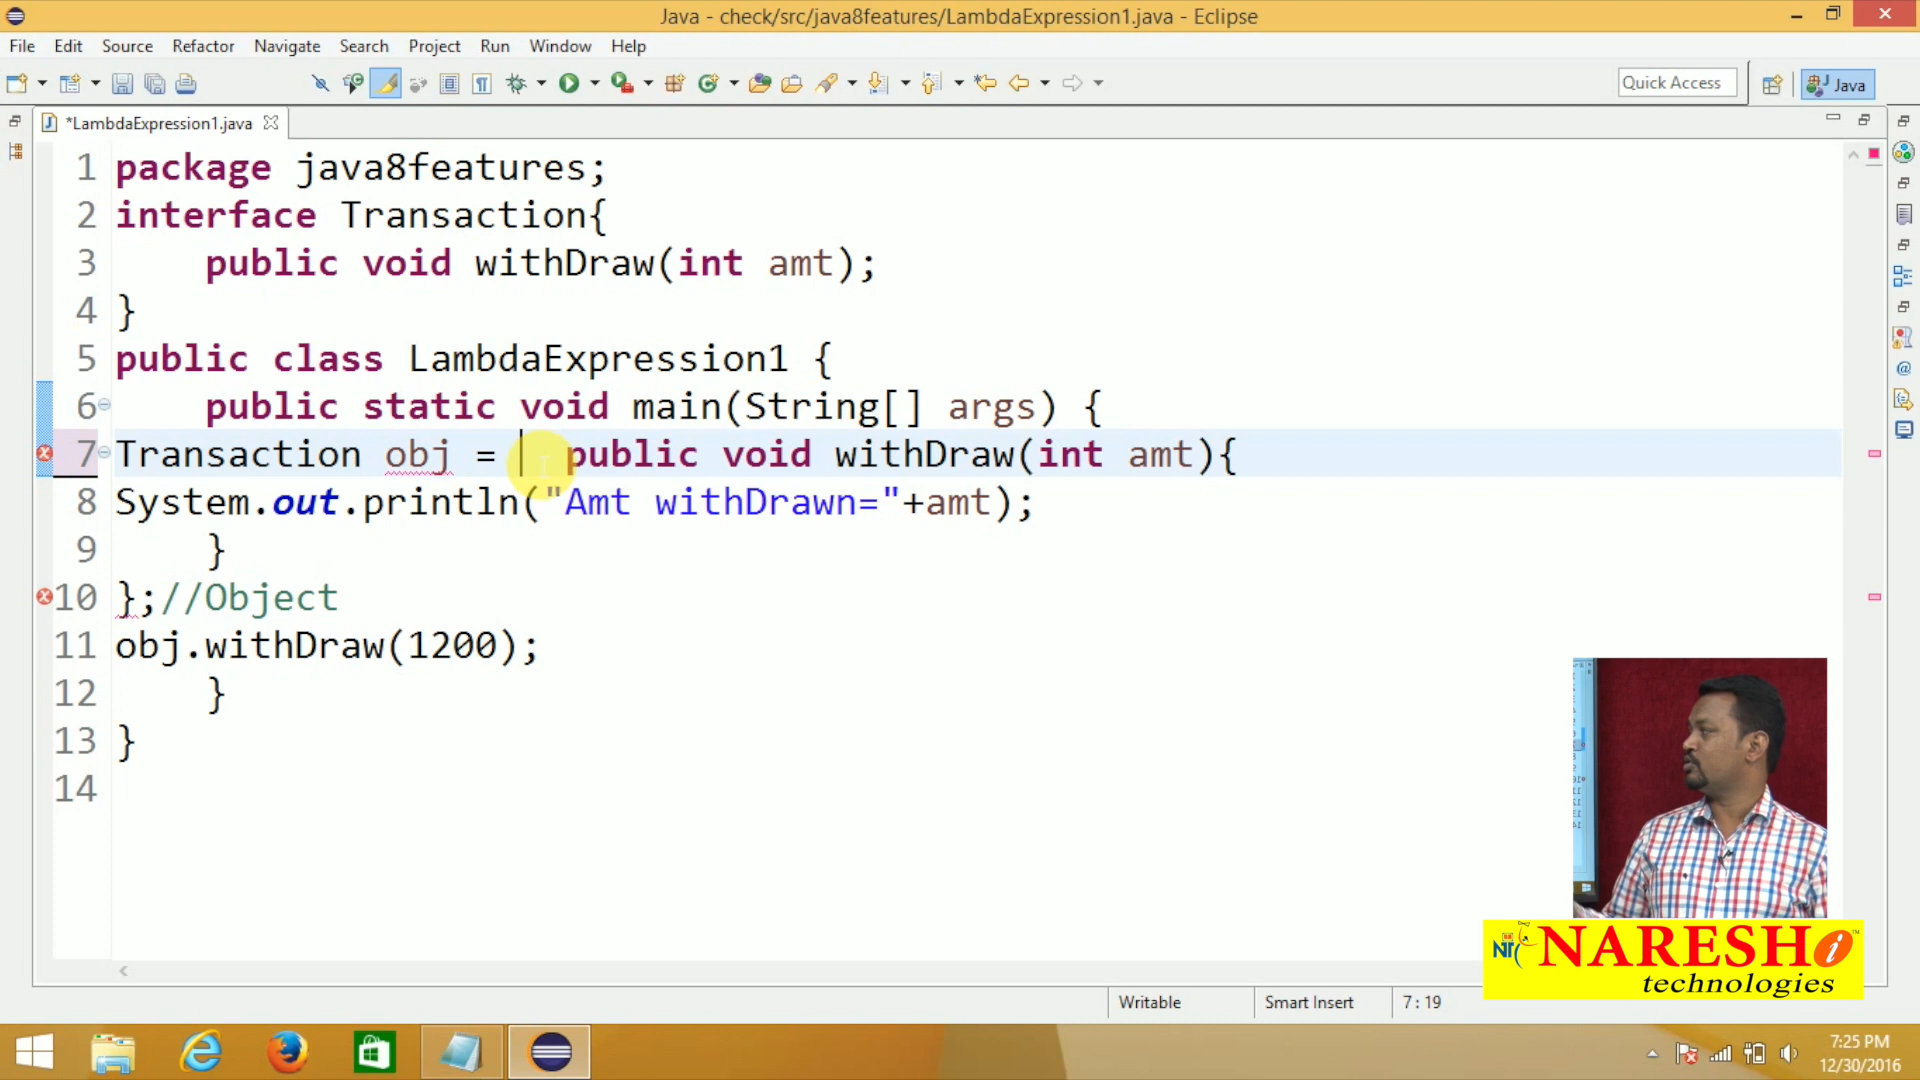 Java - check/src/java8features/LambdaExpression1.java - Eclipse
File Edit Source Refactor Navigate Search Project Run Window Help
Quick Access
Java
*LambdaExpression1.java
1 package java8features;
2 interface Transaction{
3 public void withDraw(int amt);
4 }
5 public class LambdaExpression1 {
6 public static void main(String[] args) {
7 Transaction obj = public void withDraw(int amt){
8 System.out.println("Amt withDrawn="+amt);
9 }
10 };//Object
11 obj.withDraw(1200);
12 }
13 }
14
NARESH i
technologies
Writable Smart Insert 7 : 19
7:25 PM
12/30/2016